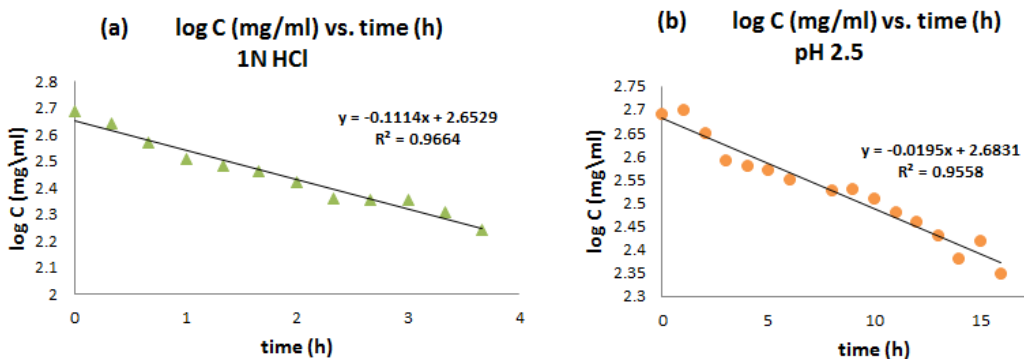 (a) log C (mg/ml) vs. time (h)
1N HCl
log C (mg\ml)
2.8
2.7
2.6
2.5
2.4
2.3
2.2
2.1
2
y = -0.1114x + 2.6529
R² = 0.9664
0 1 2 3 4
time (h)
(b) log C (mg/ml) vs. time (h)
pH 2.5
log C (mg\ml)
2.75
2.7
2.65
2.6
2.55
2.5
2.45
2.4
2.35
2.3
y = -0.0195x + 2.6831
R² = 0.9558
0 5 10 15
time (h)